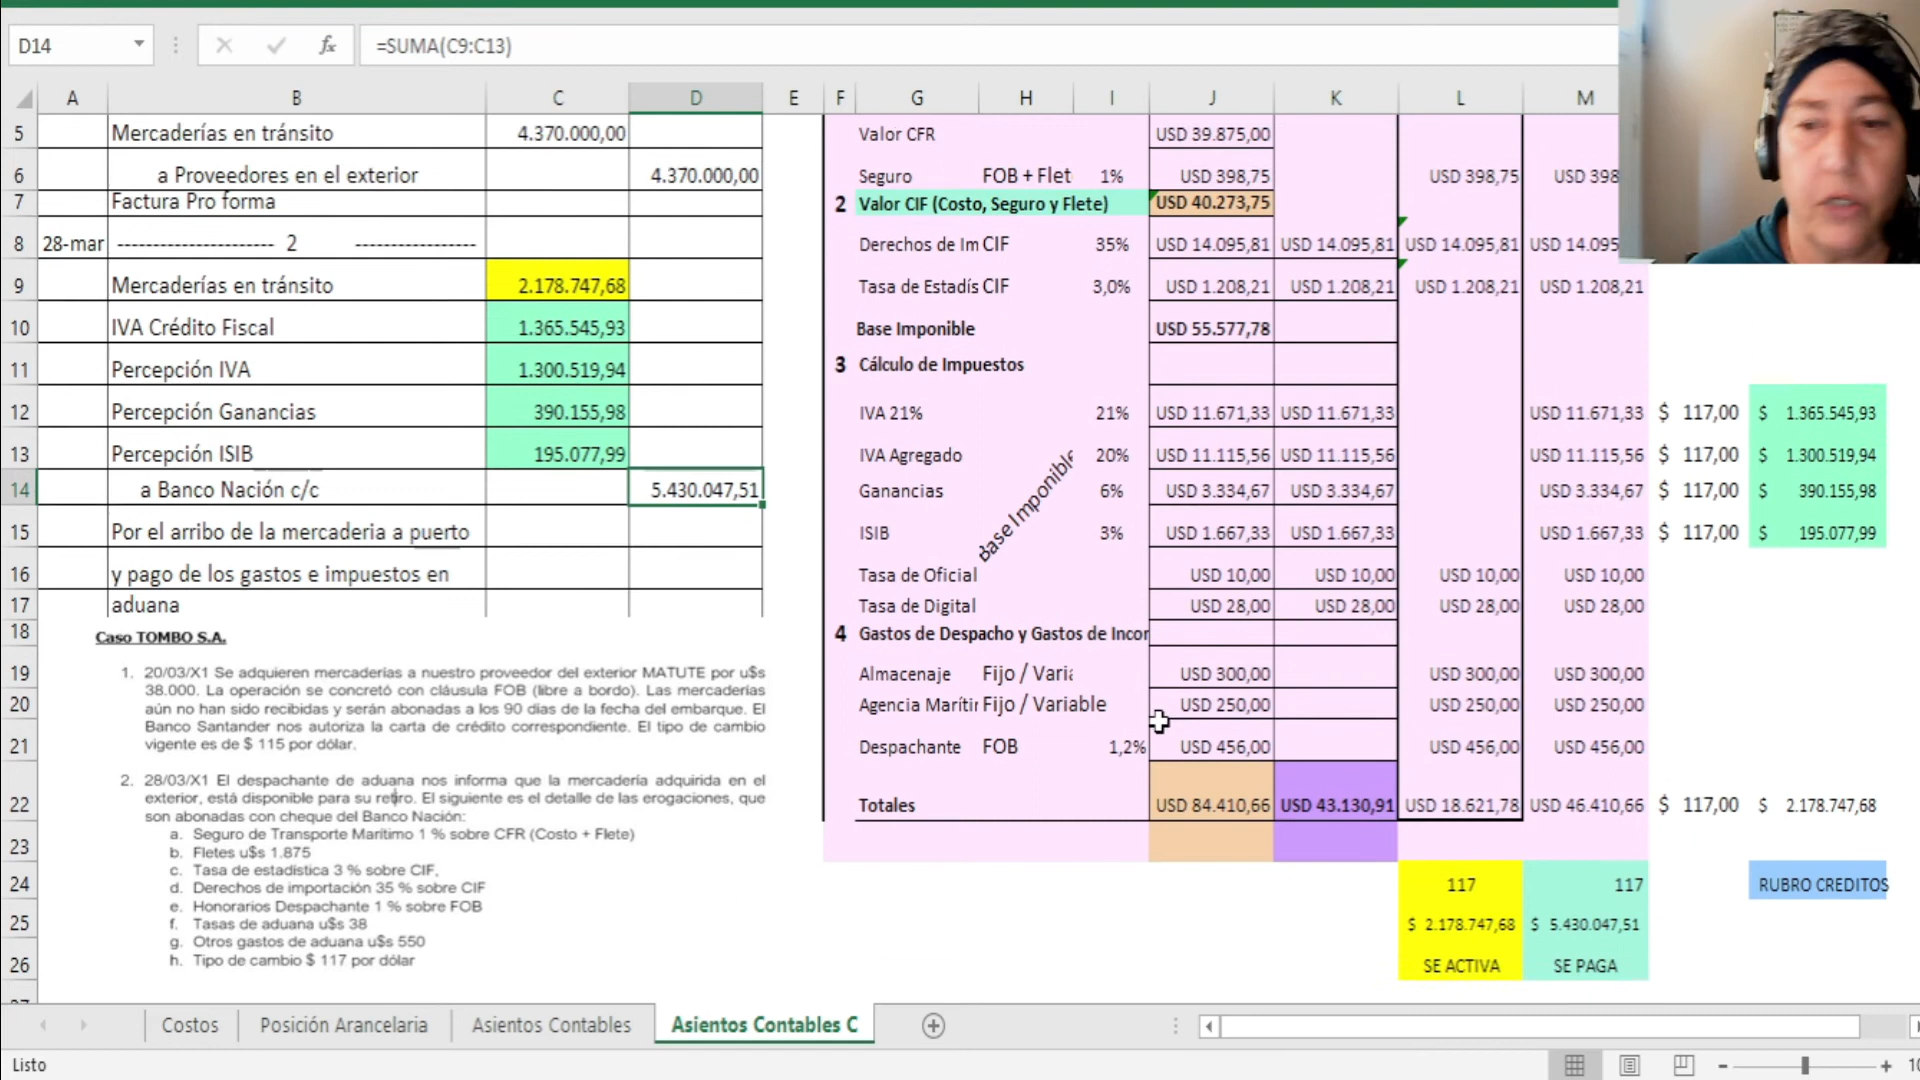 D14
fx
=SUMA(C9:C13)
A B C D E F G H I J K L M
5 Mercaderías en tránsito 4.370.000,00 Valor CFR USD 39.875,00
6 a Proveedores en el exterior 4.370.000,00 Seguro FOB + Flet 1% USD 398,75 USD 398,75 USD 398
7 Factura Pro forma 2 Valor CIF (Costo, Seguro y Flete) USD 40.273,75
8 28-mar ---------------------- 2 ----------------- Derechos de Im CIF 35% USD 14.095,81 USD 14.095,81 USD 14.095,81 USD 14.095
9 Mercaderías en tránsito 2.178.747,68 Tasa de Estadís CIF 3,0% USD 1.208,21 USD 1.208,21 USD 1.208,21 USD 1.208,21
10 IVA Crédito Fiscal 1.365.545,93 Base Imponible USD 55.577,78
11 Percepción IVA 1.300.519,94 3 Cálculo de Impuestos
12 Percepción Ganancias 390.155,98 IVA 21% 21% USD 11.671,33 USD 11.671,33 USD 11.671,33 $ 117,00 $ 1.365.545,93
13 Percepción ISIB 195.077,99 IVA Agregado 20% USD 11.115,56 USD 11.115,56 USD 11.115,56 $ 117,00 $ 1.300.519,94
Base Imponible
14 a Banco Nación c/c 5.430.047,51 Ganancias 6% USD 3.334,67 USD 3.334,67 USD 3.334,67 $ 117,00 $ 390.155,98
15 Por el arribo de la mercaderia a puerto ISIB 3% USD 1.667,33 USD 1.667,33 USD 1.667,33 $ 117,00 $ 195.077,99
16 y pago de los gastos e impuestos en Tasa de Oficial USD 10,00 USD 10,00 USD 10,00 USD 10,00
17 aduana Tasa de Digital USD 28,00 USD 28,00 USD 28,00 USD 28,00
18 4 Gastos de Despacho y Gastos de Incor
19 Almacenaje Fijo / Varia USD 300,00 USD 300,00 USD 300,00
20 Agencia Marítir Fijo / Variable USD 250,00 USD 250,00 USD 250,00
21 Despachante FOB 1,2% USD 456,00 USD 456,00 USD 456,00
22 Totales USD 84.410,66 USD 43.130,91 USD 18.621,78 USD 46.410,66 $ 117,00 $ 2.178.747,68
23
24 117 117 RUBRO CREDITOS
25 $ 2.178.747,68 $ 5.430.047,51
26 SE ACTIVA SE PAGA
Caso TOMBO S.A.
1. 20/03/X1 Se adquieren mercaderías a nuestro proveedor del exterior MATUTE por u$s
38.000. La operación se concretó con cláusula FOB (libre a bordo). Las mercaderías
aún no han sido recibidas y serán abonadas a los 90 días de la fecha del embarque. El
Banco Santander nos autoriza la carta de crédito correspondiente. El tipo de cambio
vigente es de $ 115 por dólar.
2. 28/03/X1 El despachante de aduana nos informa que la mercadería adquirida en el
exterior, está disponible para su retiro. El siguiente es el detalle de las erogaciones, que
son abonadas con cheque del Banco Nación:
a. Seguro de Transporte Marítimo 1 % sobre CFR (Costo + Flete)
b. Fletes u$s 1.875
c. Tasa de estadística 3 % sobre CIF,
d. Derechos de importación 35 % sobre CIF
e. Honorarios Despachante 1 % sobre FOB
f. Tasas de aduana u$s 38
g. Otros gastos de aduana u$s 550
h. Tipo de cambio $ 117 por dólar
Costos Posición Arancelaria Asientos Contables Asientos Contables C
Listo